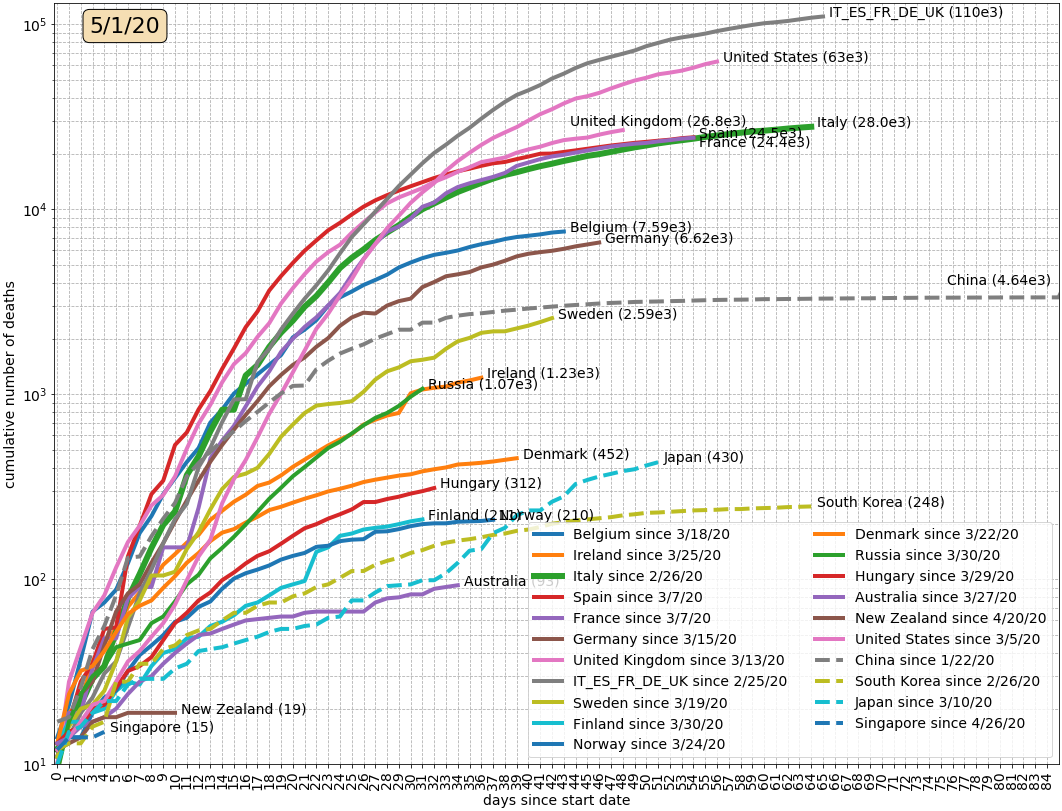 5/1/20
IT_ES_FR_DE_UK (110e3)
United States (63e3)
United Kingdom (26.8e3)
Italy (28.0e3)
Spain (24.5e3)
France (24.4e3)
Belgium (7.59e3)
Germany (6.62e3)
China (4.64e3)
Sweden (2.59e3)
Ireland (1.23e3)
Russia (1.07e3)
Denmark (452)
Japan (430)
Hungary (312)
South Korea (248)
Finland (211)
Norway (210)
Australia (93)
New Zealand (19)
Singapore (15)
Belgium since 3/18/20
Ireland since 3/25/20
Italy since 2/26/20
Spain since 3/7/20
France since 3/7/20
Germany since 3/15/20
United Kingdom since 3/13/20
IT_ES_FR_DE_UK since 2/25/20
Sweden since 3/19/20
Finland since 3/30/20
Norway since 3/24/20
Denmark since 3/22/20
Russia since 3/30/20
Hungary since 3/29/20
Australia since 3/27/20
New Zealand since 4/20/20
United States since 3/5/20
China since 1/22/20
South Korea since 2/26/20
Japan since 3/10/20
Singapore since 4/26/20
cumulative number of deaths
10⁵
10⁴
10³
10²
10¹
0 1 2 3 4 5 6 7 8 9 10 11 12 13 14 15 16 17 18 19 20 21 22 23 24 25 26 27 28 29 30 31 32 33 34 35 36 37 38 39 40 41 42 43 44 45 46 47 48 49 50 51 52 53 54 55 56 57 58 59 60 61 62 63 64 65 66 67 68 69 70 71 72 73 74 75 76 77 78 79 80 81 82 83 84
days since start date